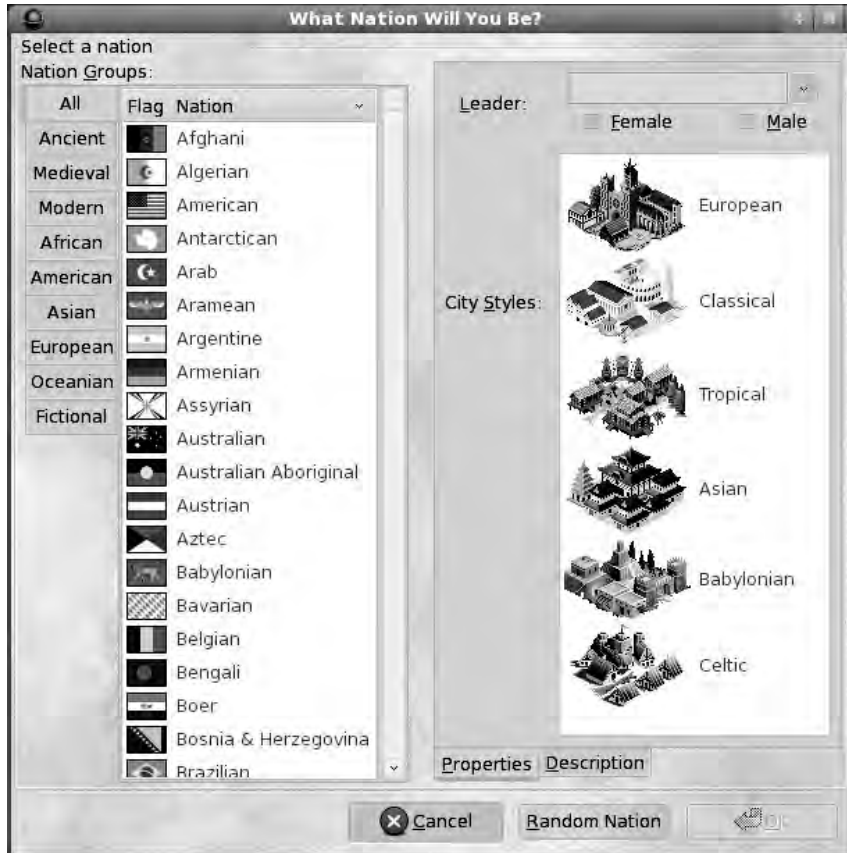 What Nation Will You Be?
Select a nation
Nation Groups:
All
Ancient
Medieval
Modern
African
American
Asian
European
Oceanian
Fictional
Flag Nation
Afghani
Algerian
American
Antarctican
Arab
Aramean
Argentine
Armenian
Assyrian
Australian
Australian Aboriginal
Austrian
Aztec
Babylonian
Bavarian
Belgian
Bengali
Boer
Bosnia & Herzegovina
Brazilian
Leader:
Female Male
City Styles:
European
Classical
Tropical
Asian
Babylonian
Celtic
Properties Description
Cancel Random Nation